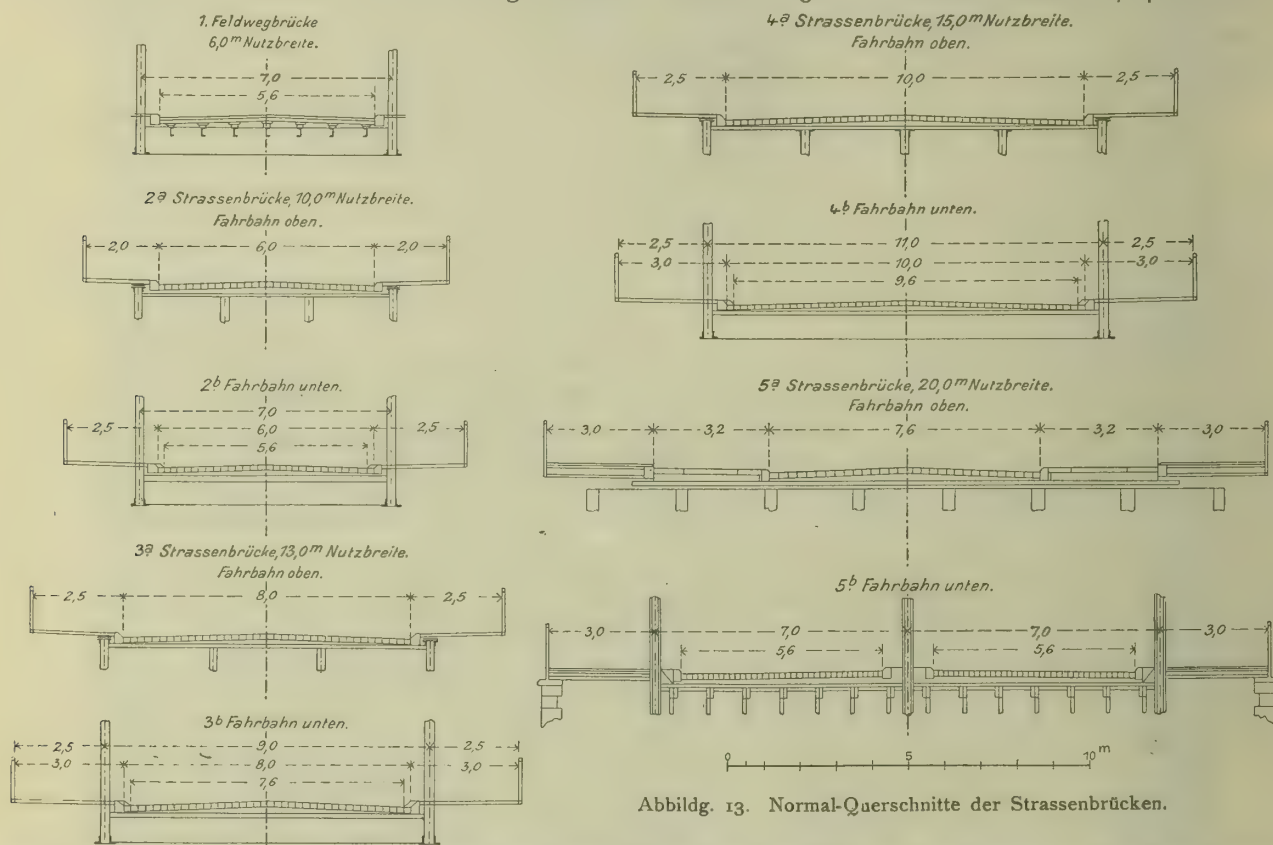 1. Feldwegbrücke
6,0 m Nutzbreite.
7,0
5,6
2a Strassenbrücke, 10,0 m Nutzbreite.
Fahrbahn oben.
2,0 6,0 2,0
2b Fahrbahn unten.
7,0
2,5 6,0 2,5
5,6
3a Strassenbrücke, 13,0 m Nutzbreite.
Fahrbahn oben.
2,5 8,0 2,5
3b Fahrbahn unten.
2,5 9,0 2,5
3,0 8,0 3,0
7,6
4a Strassenbrücke, 15,0 m Nutzbreite.
Fahrbahn oben.
2,5 10,0 2,5
4b Fahrbahn unten.
2,5 11,0 2,5
3,0 10,0 3,0
9,6
5a Strassenbrücke, 20,0 m Nutzbreite.
Fahrbahn oben.
3,0 3,2 7,6 3,2 3,0
5b Fahrbahn unten.
3,0 7,0 7,0 3,0
5,6 5,6
0 5 10 m
Abbildg. 13. Normal-Querschnitte der Strassenbrücken.